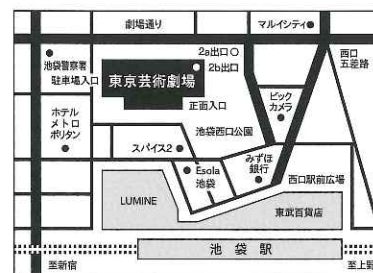 劇場通り
マルイシティ
2a出口
西口
五差路
池袋警察署
2b出口
駐車場入口
東京芸術劇場
正面入口
ビック
カメラ
ホテル
メトロ
ポリタン
池袋西口公園
スパイス2
Esola
池袋
みずほ
銀行
西口駅前広場
LUMINE
東武百貨店
池袋駅
至新宿
至上野